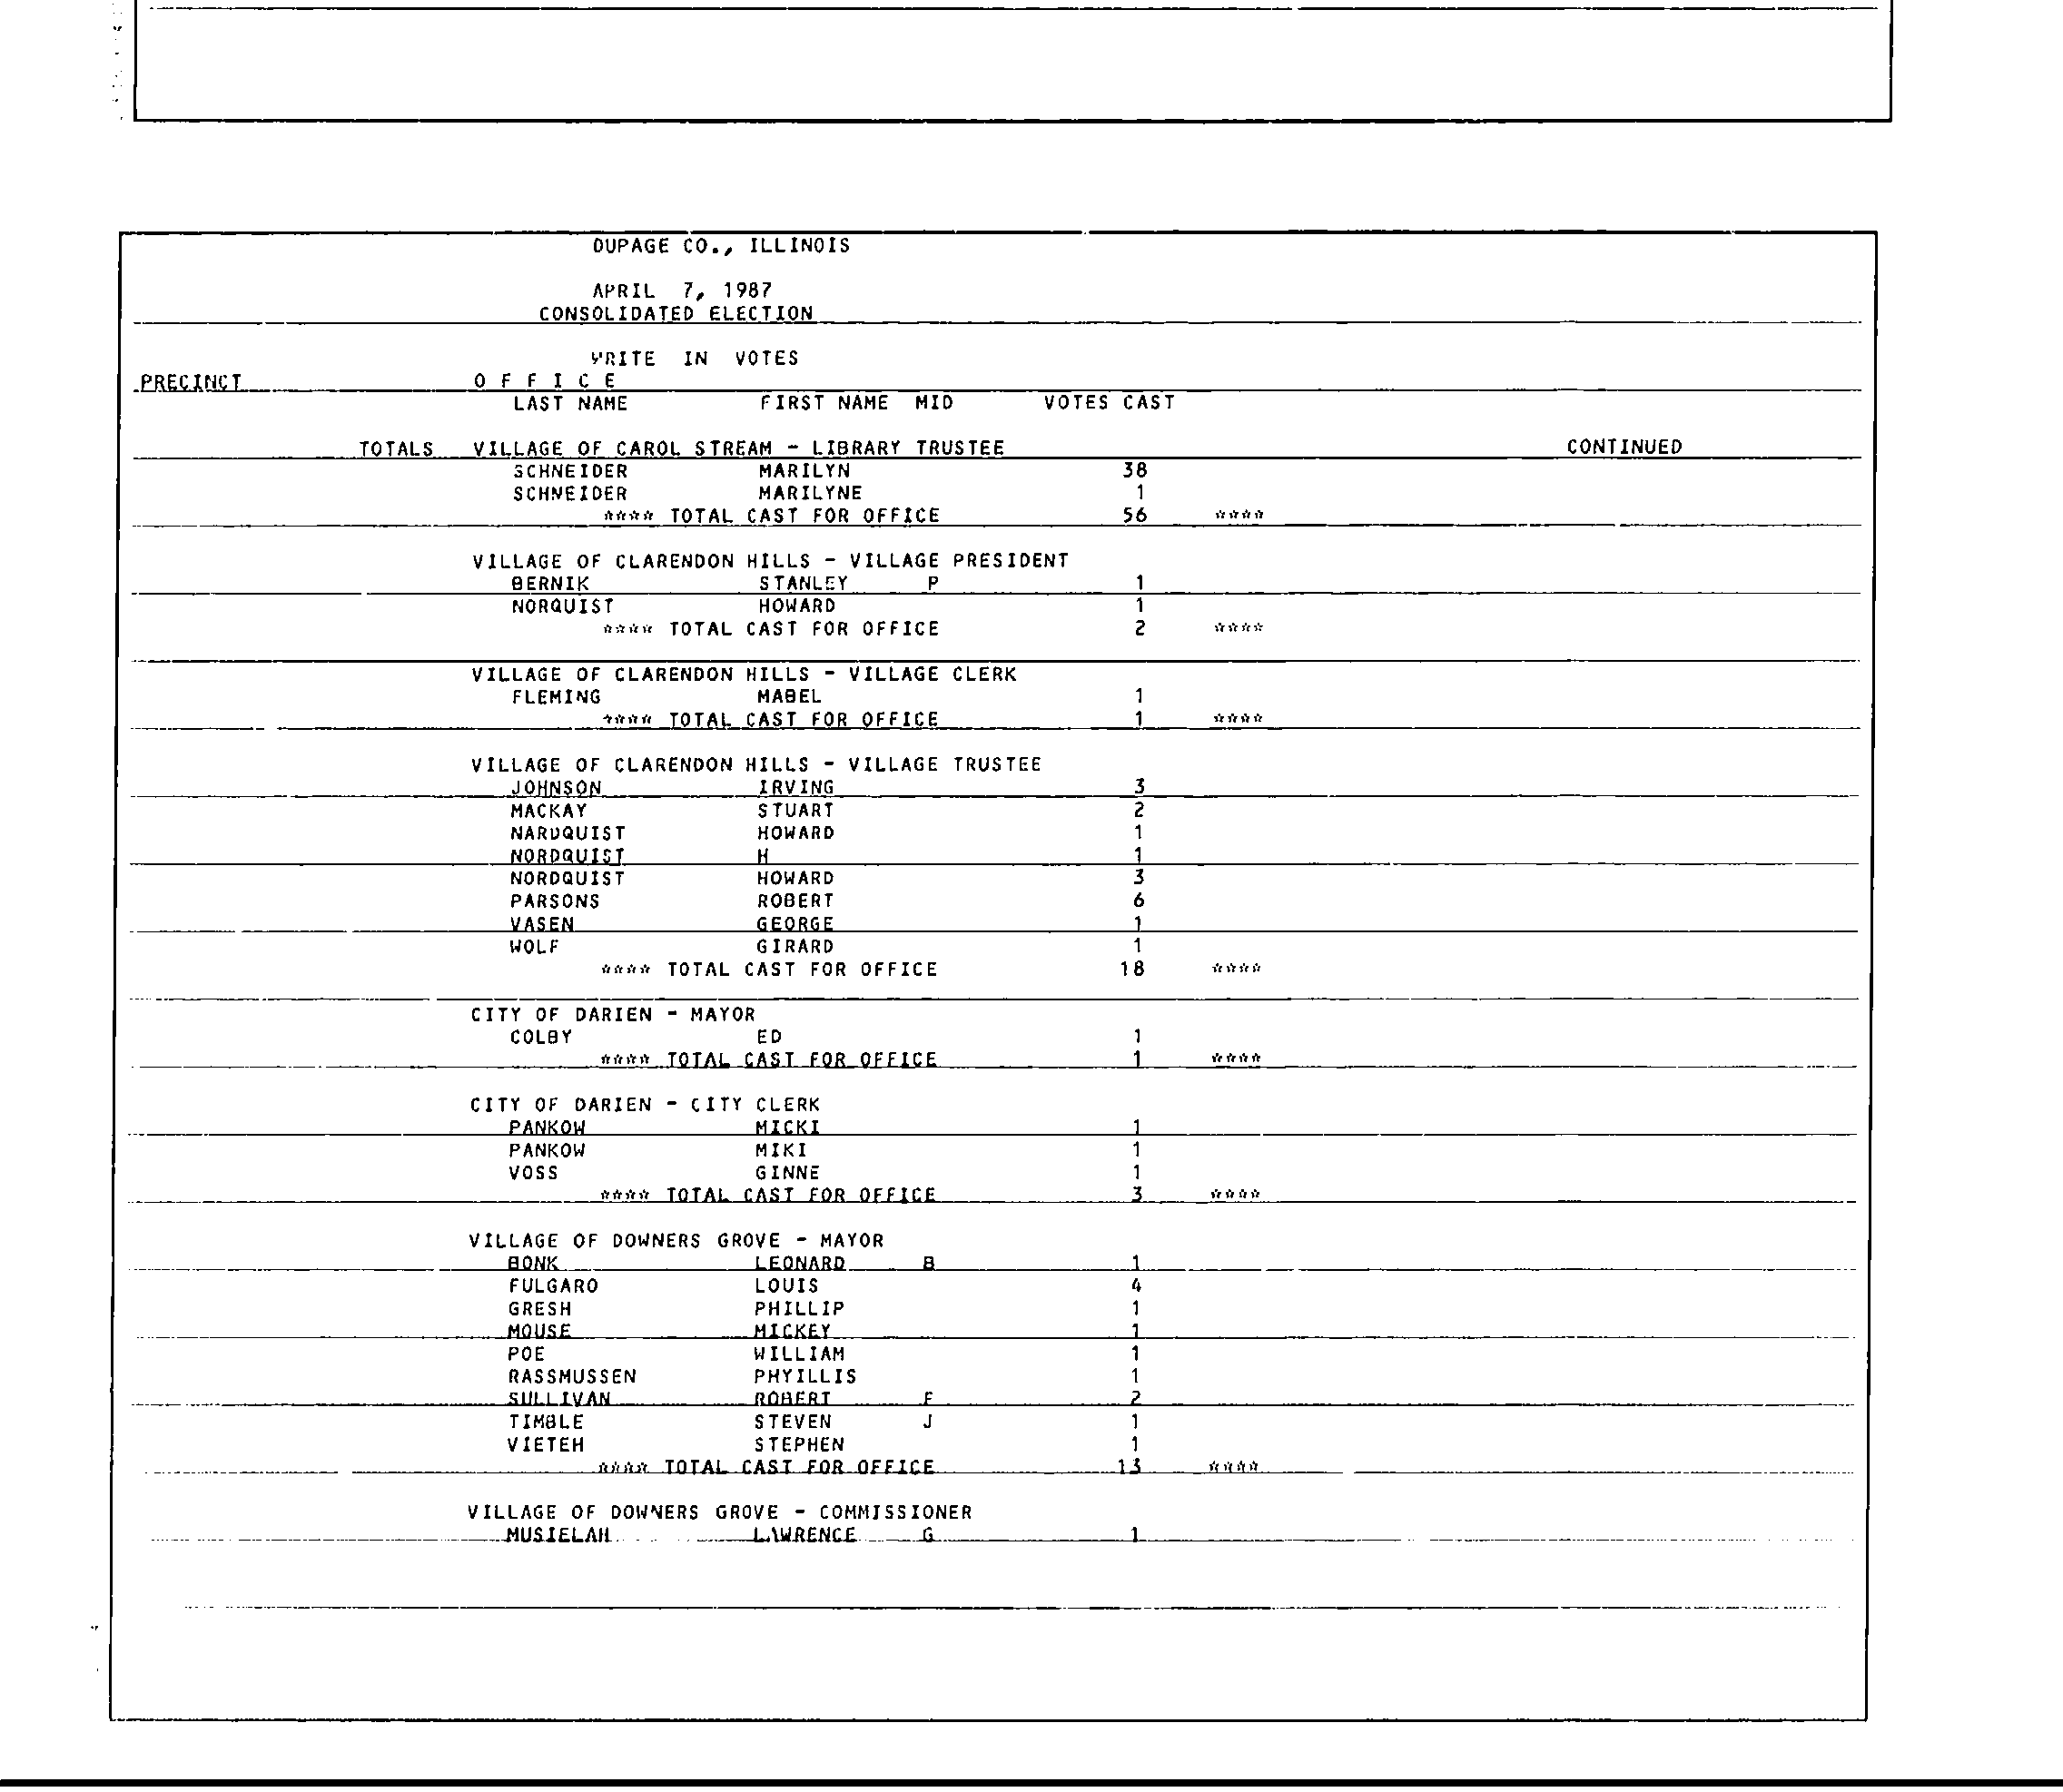 DUPAGE CO., ILLINOIS
APRIL 7, 1987
CONSOLIDATED ELECTION
WRITE IN VOTES
PRECINCT O F F I C E
LAST NAME FIRST NAME MID VOTES CAST
TOTALS VILLAGE OF CAROL STREAM - LIBRARY TRUSTEE CONTINUED
SCHNEIDER MARILYN 38
SCHNEIDER MARILYNE 1
**** TOTAL CAST FOR OFFICE 56 ****
VILLAGE OF CLARENDON HILLS - VILLAGE PRESIDENT
BERNIK STANLEY P 1
NORQUIST HOWARD 1
**** TOTAL CAST FOR OFFICE 2 ****
VILLAGE OF CLARENDON HILLS - VILLAGE CLERK
FLEMING MABEL 1
**** TOTAL CAST FOR OFFICE 1 ****
VILLAGE OF CLARENDON HILLS - VILLAGE TRUSTEE
JOHNSON IRVING 3
MACKAY STUART 2
NARDQUIST HOWARD 1
NORDQUIST H 1
NORDQUIST HOWARD 3
PARSONS ROBERT 6
VASEN GEORGE 1
WOLF GIRARD 1
**** TOTAL CAST FOR OFFICE 18 ****
CITY OF DARIEN - MAYOR
COLBY ED 1
**** TOTAL CAST FOR OFFICE 1 ****
CITY OF DARIEN - CITY CLERK
PANKOW MICKI 1
PANKOW MIKI 1
VOSS GINNE 1
**** TOTAL CAST FOR OFFICE 3 ****
VILLAGE OF DOWNERS GROVE - MAYOR
BONK LEONARD B 1
FULGARO LOUIS 4
GRESH PHILLIP 1
MOUSE MICKEY 1
POE WILLIAM 1
RASSMUSSEN PHYILLIS 1
SULLIVAN ROBERT F 2
TIMBLE STEVEN J 1
VIETEH STEPHEN 1
**** TOTAL CAST FOR OFFICE 13 ****
VILLAGE OF DOWNERS GROVE - COMMISSIONER
MUSIELAH LAWRENCE G 1